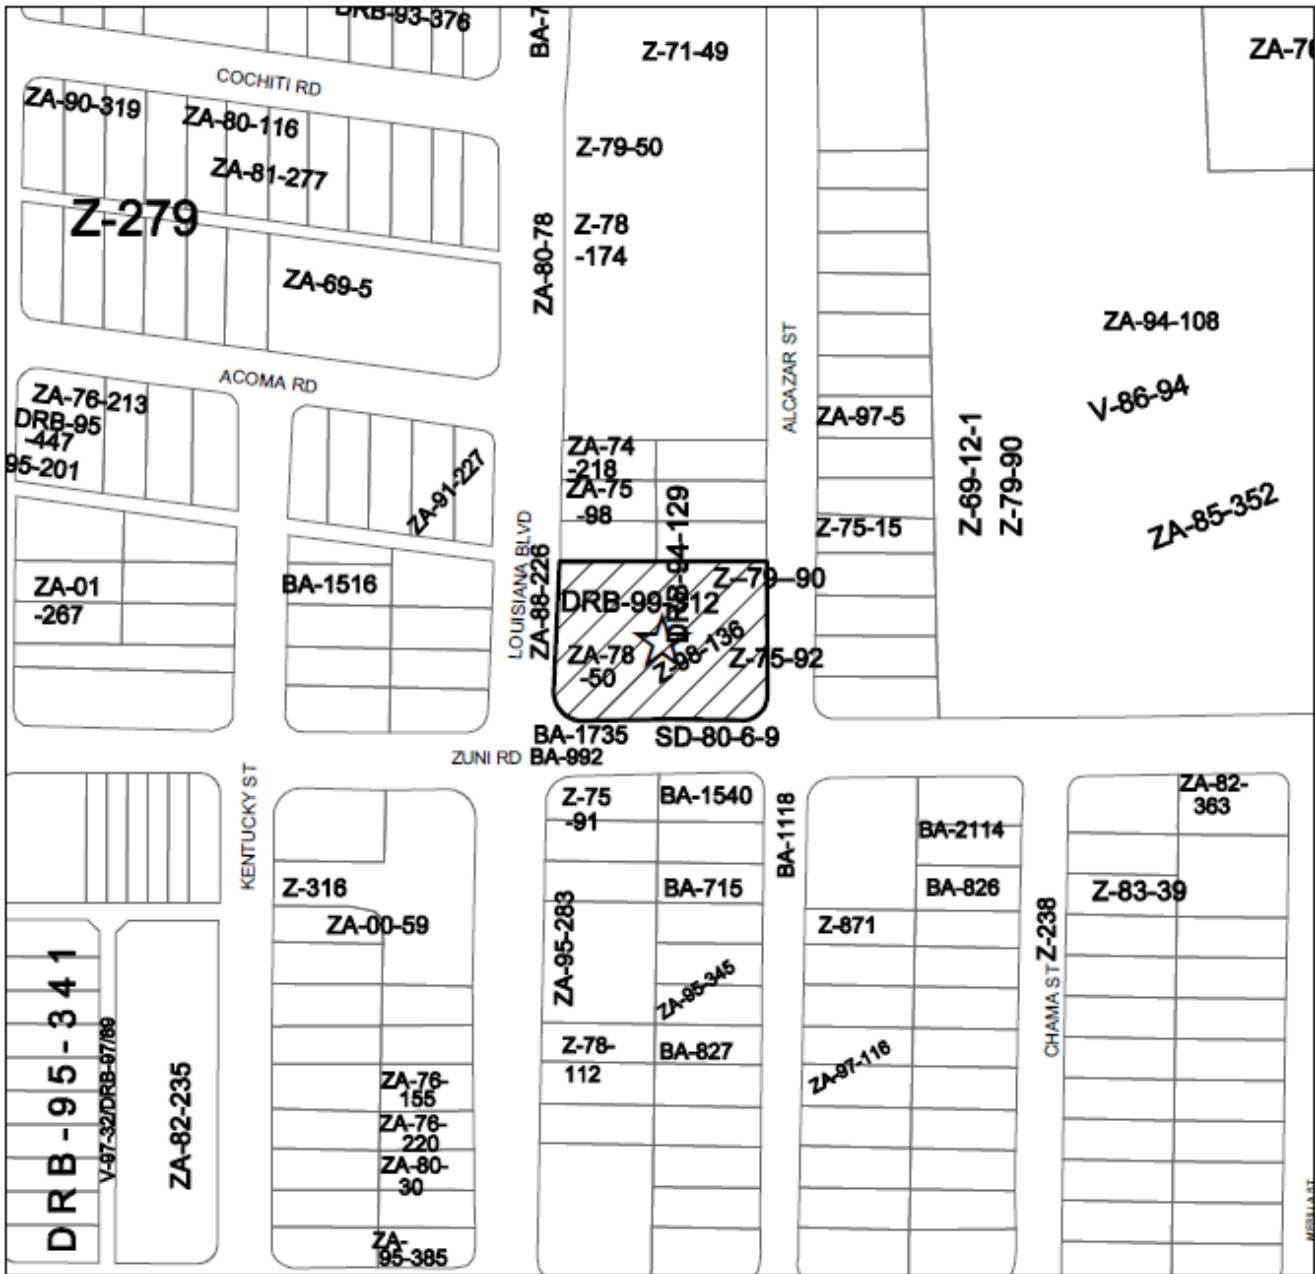 DRB-93-376
Z-71-49
COCHITI RD
ZA-90-319
ZA-80-116
Z-79-50
ZA-81-277
Z-279
ZA-80-78
Z-78
-174
ZA-69-5
ZA-94-108
ALCAZAR ST
ACOMA RD
ZA-76-213
DRB-95
-447
95-201
V-86-94
ZA-97-5
ZA-74
-218
ZA-75
-98
ZA-91-227
Z-69-12-1
Z-79-90
ZA-85-352
Z-75-15
LOUISIANA BLVD
ZA-88-226
DRB-94-129
ZA-01
-267
BA-1516
Z-79-90
DRB-99-312
ZA-78
-50
Z-98-136
Z-75-92
BA-1735
SD-80-6-9
ZUNI RD
BA-992
KENTUCKY ST
Z-75
-91
BA-1540
BA-1118
BA-2114
ZA-82-
363
Z-316
BA-715
BA-826
Z-83-39
ZA-00-59
ZA-95-283
Z-871
Z-238
CHAMA ST
ZA-95-345
DRB-95-341
V-97-32/DRB-97/89
ZA-82-235
Z-78-
112
BA-827
ZA-97-116
ZA-76-
155
ZA-76-
220
ZA-80-
30
ZA-
95-385